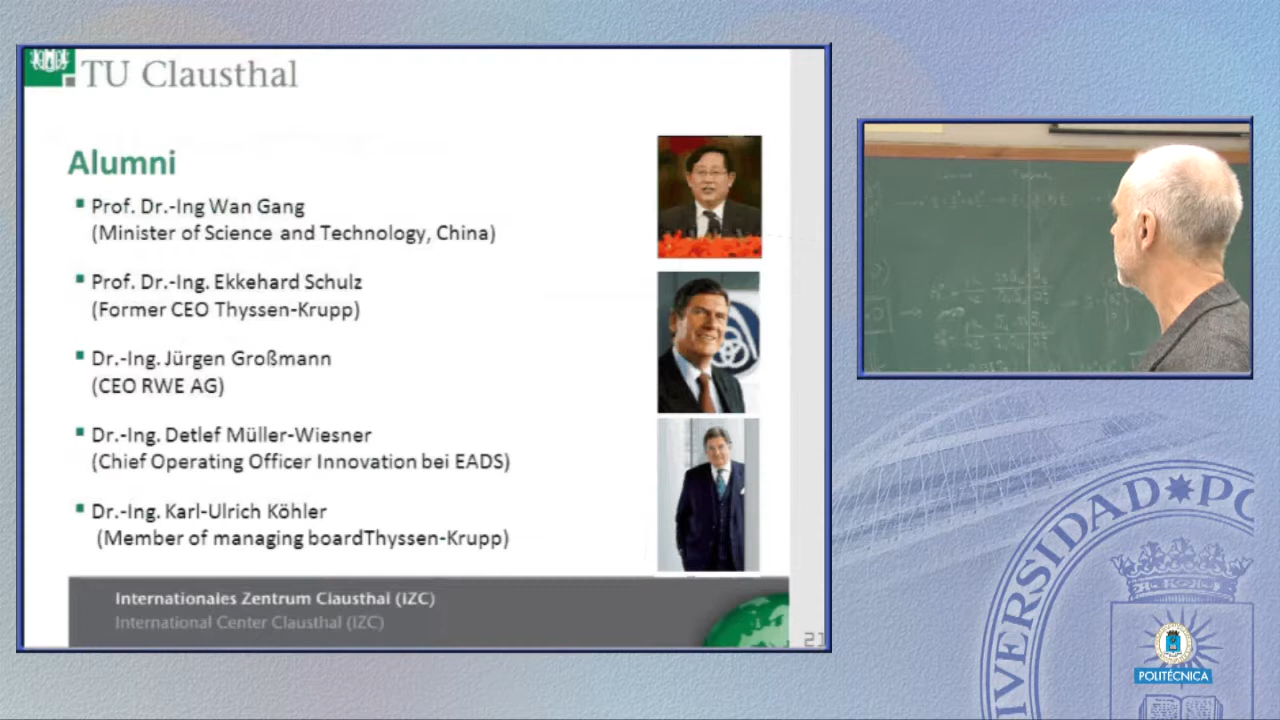 TU Clausthal
Alumni
Prof. Dr.-Ing Wan Gang
(Minister of Science and Technology, China)
Prof. Dr.-Ing. Ekkehard Schulz
(Former CEO Thyssen-Krupp)
Dr.-Ing. Jürgen Großmann
(CEO RWE AG)
Dr.-Ing. Detlef Müller-Wiesner
(Chief Operating Officer Innovation bei EADS)
Dr.-Ing. Karl-Ulrich Köhler
(Member of managing boardThyssen-Krupp)
Internationales Zentrum Clausthal (IZC)
International Center Clausthal (IZC)
21
POLITÉCNICA